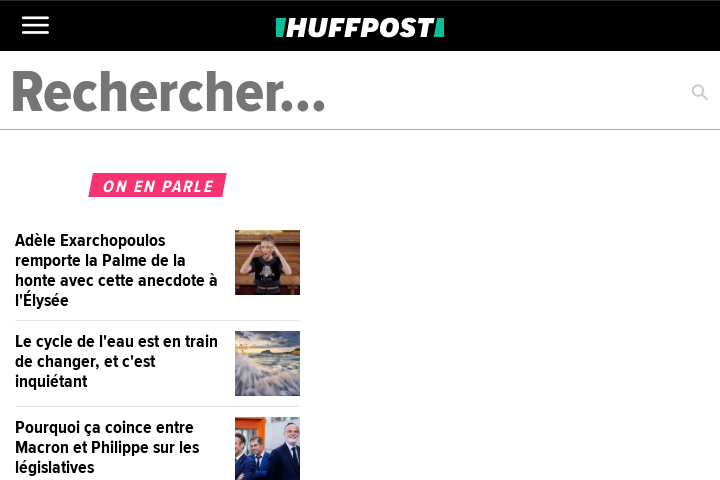 HUFFPOST
Rechercher...
ON EN PARLE
Adèle Exarchopoulos
remporte la Palme de la
honte avec cette anecdote à
l'Élysée
Le cycle de l'eau est en train
de changer, et c'est
inquiétant
Pourquoi ça coince entre
Macron et Philippe sur les
législatives